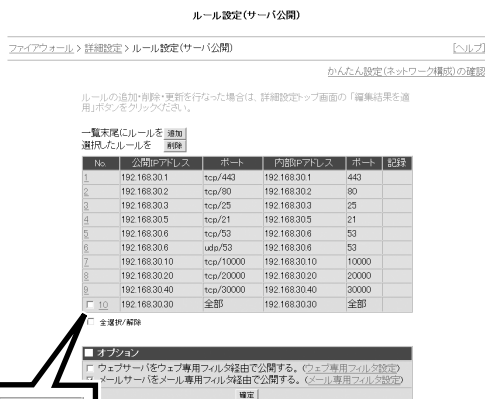 ルール設定(サーバ公開)
ファイアウォール > 詳細設定 > ルール設定(サーバ公開) [ヘルプ]
かんたん設定(ネットワーク構成)の確認
ルールの追加・削除・更新を行なった場合は、詳細設定トップ画面の「編集結果を適
用」ボタンをクリックください。
一覧末尾にルールを 追加
選択したルールを 削除
No. 公開IPアドレス ポート 内部IPアドレス ポート 記録
1 192.168.30.1 tcp/443 192.168.30.1 443
2 192.168.30.2 tcp/80 192.168.30.2 80
3 192.168.30.3 tcp/25 192.168.30.3 25
4 192.168.30.5 tcp/21 192.168.30.5 21
5 192.168.30.6 tcp/53 192.168.30.6 53
6 192.168.30.6 udp/53 192.168.30.6 53
7 192.168.30.10 tcp/10000 192.168.30.10 10000
8 192.168.30.20 tcp/20000 192.168.30.20 20000
9 192.168.30.40 tcp/30000 192.168.30.40 30000
10 192.168.30.30 全部 192.168.30.30 全部
全選択/解除
■ オプション
ウェブサーバをウェブ専用フィルタ経由で公開する。(ウェブ専用フィルタ設定)
メールサーバをメール専用フィルタ経由で公開する。(メール専用フィルタ設定)
確定